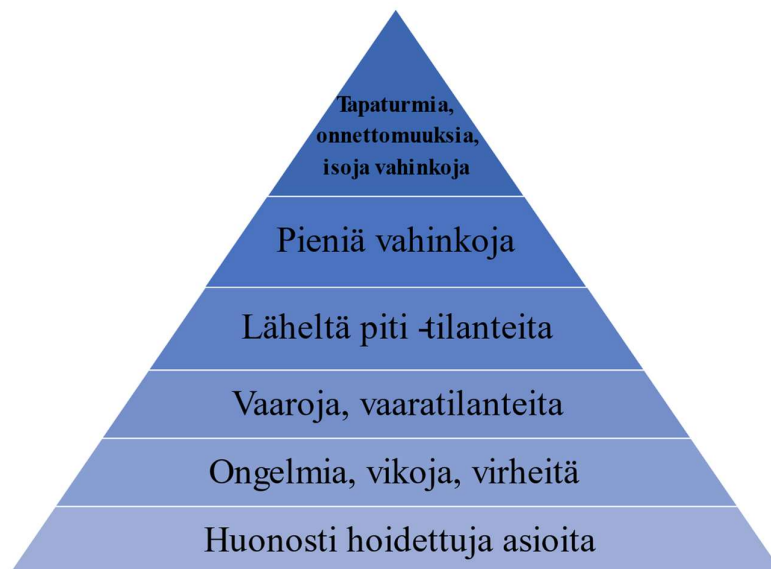 Tapaturmia,
onnettomuuksia,
isoja vahinkoja
Pieniä vahinkoja
Läheltä piti -tilanteita
Vaaroja, vaaratilanteita
Ongelmia, vikoja, virheitä
Huonosti hoidettuja asioita